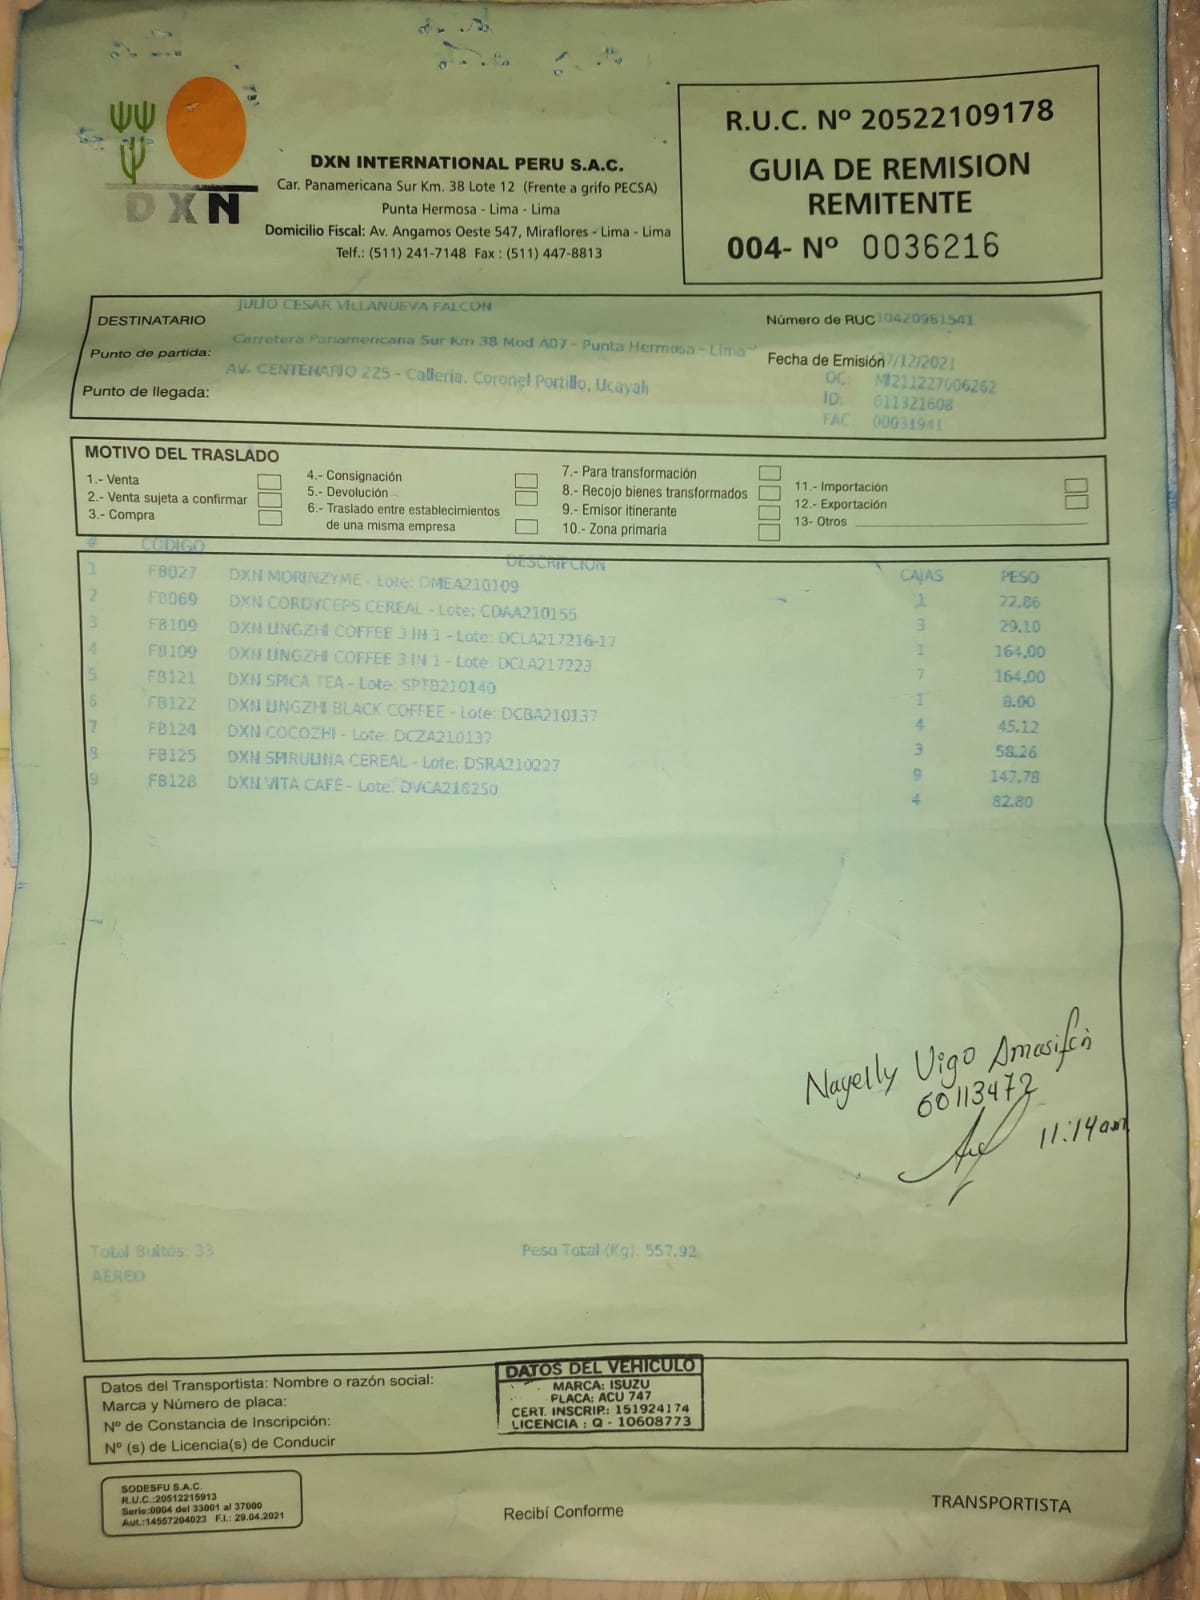 DXN
DXN INTERNATIONAL PERU S.A.C.
Car. Panamericana Sur Km. 38 Lote 12 (Frente a grifo PECSA)
Punta Hermosa - Lima - Lima
Domicilio Fiscal: Av. Angamos Oeste 547, Miraflores - Lima - Lima
Telf.: (511) 241-7148 Fax : (511) 447-8813
R.U.C. Nº 20522109178
GUIA DE REMISION
REMITENTE
004- Nº 0036216
JULIO CESAR VILLANUEVA FALCON
DESTINATARIO
Número de RUC 10420981541
Punto de partida: Carretera Panamericana Sur Km 38 Mod A07 - Punta Hermosa - Lima
Fecha de Emisión 7/12/2021
Punto de llegada: AV. CENTENARIO 225 - Calleria, Coronel Portillo, Ucayali
OC: MI211227006262
ID: 011321608
FAC 00031941
MOTIVO DEL TRASLADO
1.- Venta
2.- Venta sujeta a confirmar
3.- Compra
4.- Consignación
5.- Devolución
6.- Traslado entre establecimientos
de una misma empresa
7.- Para transformación
8.- Recojo bienes transformados
9.- Emisor itinerante
10.- Zona primaria
11.- Importación
12.- Exportación
13- Otros
# CODIGO DESCRIPCION CAJAS PESO
1 FB027 DXN MORINZYME - Lote: DMEA210109 1 22.86
2 FB069 DXN CORDYCEPS CEREAL - Lote: CDAA210155 3 29.10
3 FB109 DXN LINGZHI COFFEE 3 IN 1 - Lote: DCLA217216-17 1 164.00
4 FB109 DXN LINGZHI COFFEE 3 IN 1 - Lote: DCLA217223 7 164.00
5 FB121 DXN SPICA TEA - Lote: SPTB210140 1 8.00
6 FB122 DXN LINGZHI BLACK COFFEE - Lote: DCBA210137 4 45.12
7 FB124 DXN COCOZHI - Lote: DCZA210137 3 58.26
8 FB125 DXN SPIRULINA CEREAL - Lote: DSRA210227 9 147.78
9 FB128 DXN VITA CAFE - Lote: DVCA218250 4 82.80
Nayelly Vigo Amasifén
60113472
11:14am
Total Bultos: 33
Peso Total (Kg): 557.92
AEREO
Datos del Transportista: Nombre o razón social:
Marca y Número de placa:
Nº de Constancia de Inscripción:
Nº (s) de Licencia(s) de Conducir
DATOS DEL VEHICULO
MARCA: ISUZU
PLACA: ACU 747
CERT. INSCRIP.: 151924174
LICENCIA : Q - 10608773
SODESFU S.A.C.
R.U.C.:20512215913
Serie:0004 del 33001 al 37000
Aut.:14557204023 F.I.: 29.04.2021
Recibí Conforme
TRANSPORTISTA